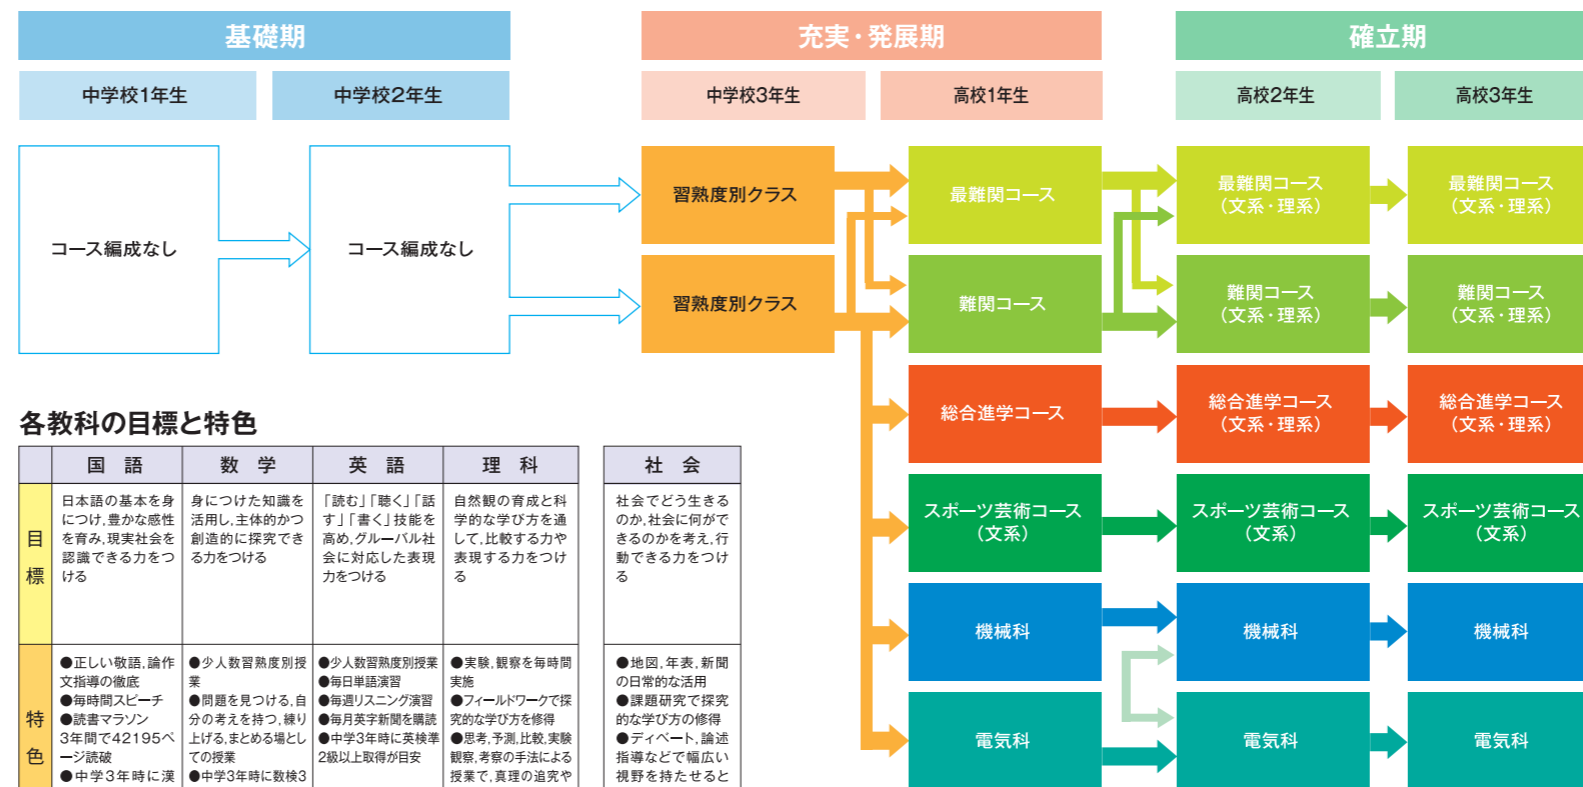 基礎期
充実・発展期
確立期
中学校1年生
中学校2年生
中学校3年生
高校1年生
高校2年生
高校3年生
コース編成なし
コース編成なし
習熟度別クラス
習熟度別クラス
最難関コース
難関コース
総合進学コース
スポーツ芸術コース
（文系）
機械科
電気科
最難関コース
（文系・理系）
難関コース
（文系・理系）
総合進学コース
（文系・理系）
スポーツ芸術コース
（文系）
機械科
電気科
最難関コース
（文系・理系）
難関コース
（文系・理系）
総合進学コース
（文系・理系）
スポーツ芸術コース
（文系）
機械科
電気科
各教科の目標と特色
国 語
数 学
英 語
理 科
社 会
目
標
日本語の基本を身
につけ,豊かな感性
を育み,現実社会を
認識できる力をつ
ける
身につけた知識を
活用し,主体的かつ
創造的に探究でき
る力をつける
「読む」「聴く」「話
す」「書く」技能を
高め,グルーバル社
会に対応した表現
力をつける
自然観の育成と科
学的な学び方を通
して,比較する力や
表現する力をつけ
る
社会でどう生きる
のか,社会に何がで
きるのかを考え,行
動できる力をつけ
る
特
色
●正しい敬語,論作
文指導の徹底
●毎時間スピーチ
●読書マラソン
3年間で42195ペ
ージ読破
●中学3年時に漢
●少人数習熟度別授
業
●問題を見つける,自
分の考えを持つ,練り
上げる,まとめる場とし
ての授業
●中学3年時に数検3
●少人数習熟度別授業
●毎日単語演習
●毎週リスニング演習
●毎月英字新聞を購読
●中学3年時に英検準
2級以上取得が目安
●実験,観察を毎時間
実施
●フィールドワークで探
究的な学び方を修得
●思考,予測,比較,実験
観察,考察の手法による
授業で,真理の追究や
●地図,年表,新聞
の日常的な活用
●課題研究で探究
的な学び方の修得
●ディベート,論述
指導などで幅広い
視野を持たせると